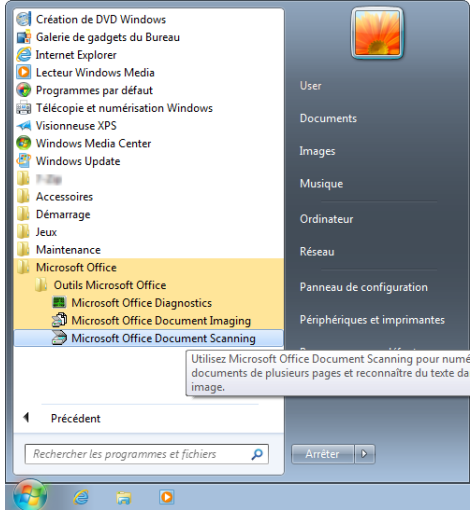 Création de DVD Windows
Galerie de gadgets du Bureau
Internet Explorer
Lecteur Windows Media
Programmes par défaut
Télécopie et numérisation Windows
Visionneuse XPS
Windows Media Center
Windows Update
Accessoires
Démarrage
Jeux
Maintenance
Microsoft Office
Outils Microsoft Office
Microsoft Office Diagnostics
Microsoft Office Document Imaging
Microsoft Office Document Scanning
Précédent
Rechercher les programmes et fichiers
User
Documents
Images
Musique
Ordinateur
Réseau
Panneau de configuration
Périphériques et imprimantes
Utilisez Microsoft Office Document Scanning pour numé
documents de plusieurs pages et reconnaître du texte da
image.
Arrêter